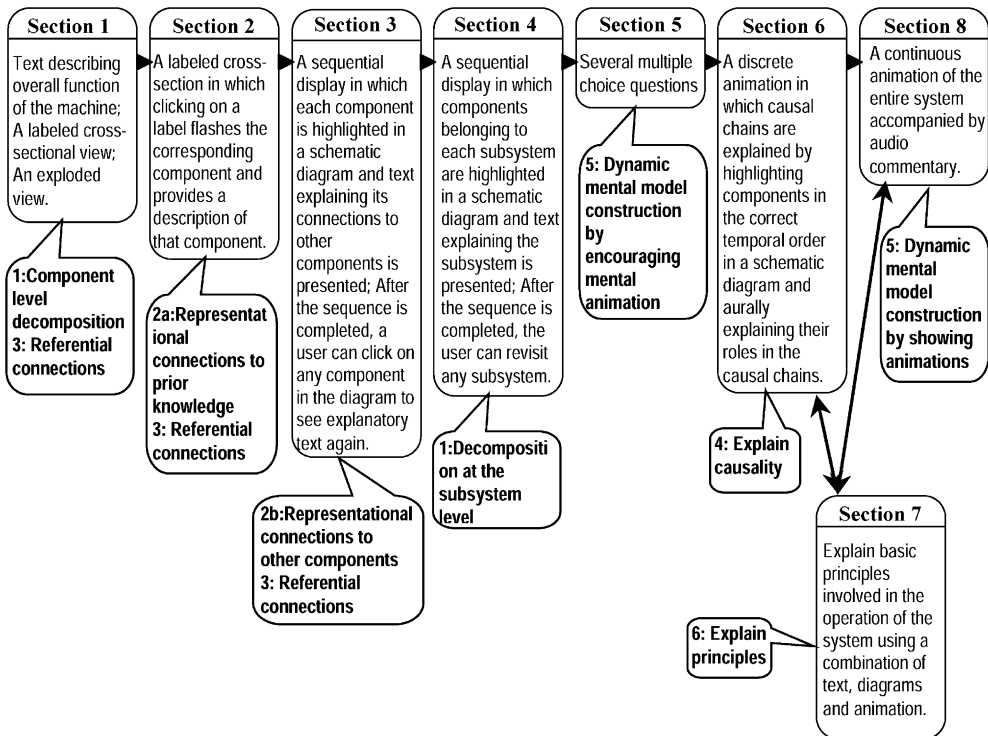 Section 1
Text describing
overall function
of the machine;
A labeled cross-
sectional view;
An exploded
view.
1:Component
level
decomposition
3: Referential
connections
Section 2
A labeled cross-
section in which
clicking on a
label flashes the
corresponding
component and
provides a
description of
that component.
2a:Representat
ional
connections to
prior
knowledge
3: Referential
connections
Section 3
A sequential
display in which
each component
is highlighted in
a schematic
diagram and text
explaining its
connections to
other
components is
presented; After
the sequence is
completed, a
user can click on
any component
in the diagram to
see explanatory
text again.
2b:Representational
connections to
other components
3: Referential
connections
Section 4
A sequential
display in which
components
belonging to
each subsystem
are highlighted
in a schematic
diagram and text
explaining the
subsystem is
presented; After
the sequence is
completed, the
user can revisit
any subsystem.
1:Decompositi
on at the
subsystem
level
Section 5
Several multiple
choice questions
5: Dynamic
mental model
construction
by
encouraging
mental
animation
Section 6
A discrete
animation in
which causal
chains are
explained by
highlighting
components in
the correct
temporal order
in a schematic
diagram and
aurally
explaining their
roles in the
causal chains.
4: Explain
causality
Section 7
Explain basic
principles
involved in the
operation of the
system using a
combination of
text, diagrams
and animation.
6: Explain
principles
Section 8
A continuous
animation of the
entire system
accompanied by
audio
commentary.
5: Dynamic
mental
model
construction
by showing
animations